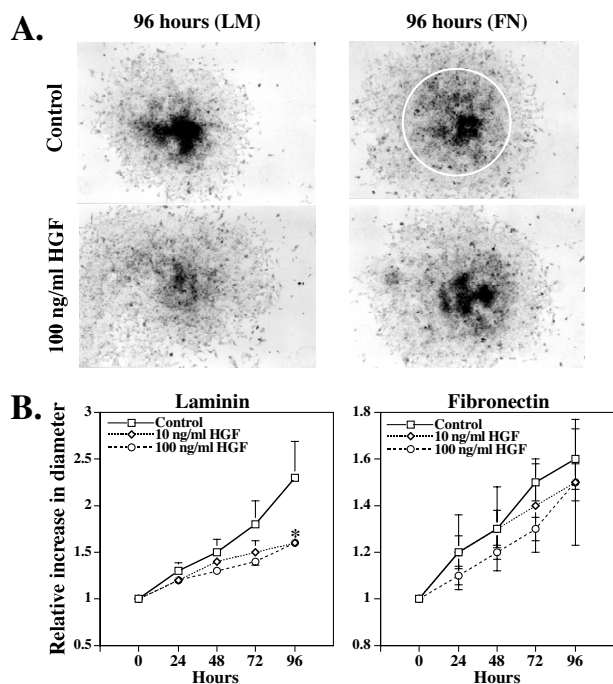 A.
96 hours (LM)
96 hours (FN)
Control
100 ng/ml HGF
B.
Laminin
Fibronectin
Relative increase in diameter
3
2.5
2
1.5
1
0.5
Control
10 ng/ml HGF
100 ng/ml HGF
*
0 24 48 72 96
Hours
1.8
1.6
1.4
1.2
1
0.8
Control
10 ng/ml HGF
100 ng/ml HGF
0 24 48 72 96
Hours